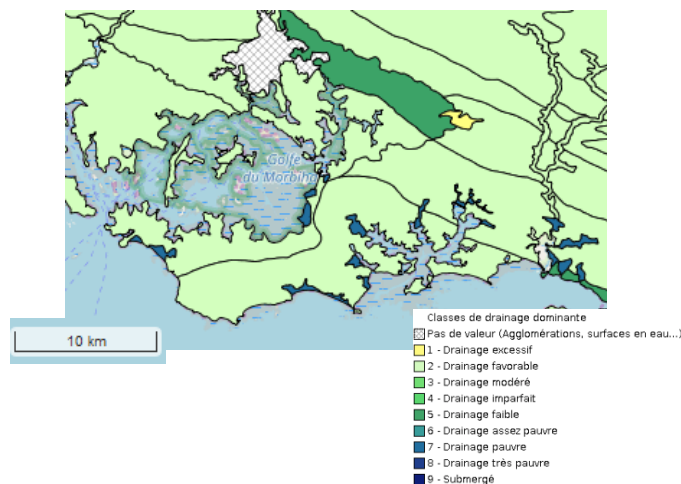 Golfe
du Morbihan
10 km
Classes de drainage dominante
Pas de valeur (Agglomérations, surfaces en eau...)
1 - Drainage excessif
2 - Drainage favorable
3 - Drainage modéré
4 - Drainage imparfait
5 - Drainage faible
6 - Drainage assez pauvre
7 - Drainage pauvre
8 - Drainage très pauvre
9 - Submergé